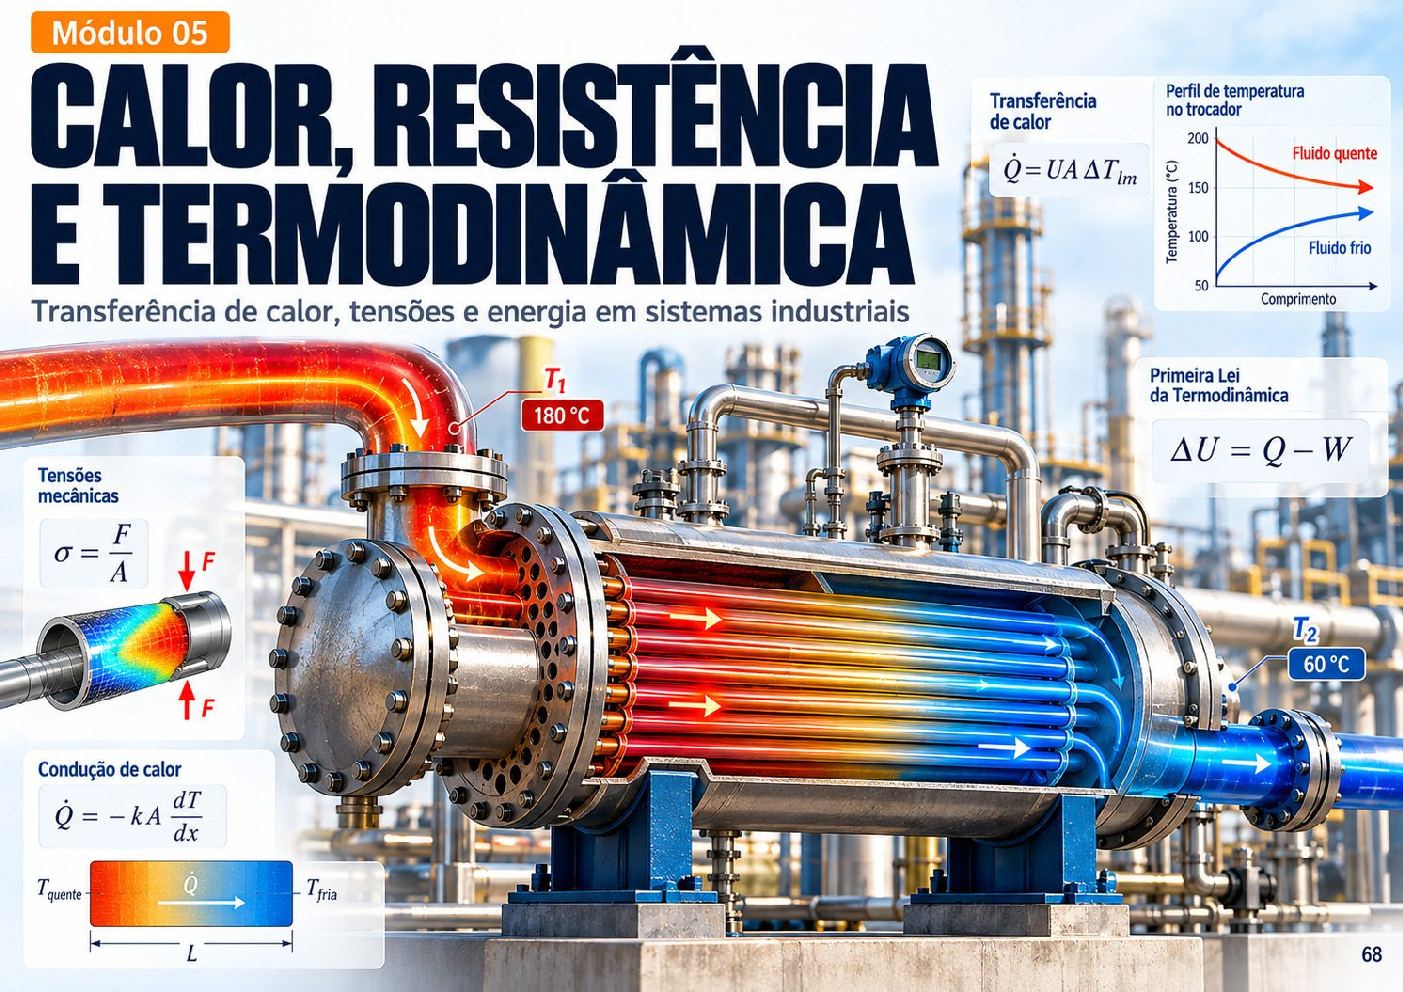 Módulo 05
CALOR, RESISTÊNCIA
E TERMODINÂMICA
Transferência de calor, tensões e energia em sistemas industriais
Transferência
de calor
Q̇ = UA ΔT_lm
Perfil de temperatura
no trocador
Temperatura (°C)
200
150
100
50
Fluido quente
Fluido frio
Comprimento
Primeira Lei
da Termodinâmica
ΔU = Q − W
T₁
180 °C
Tensões
mecânicas
σ = F/A
F
F
T₂
60 °C
Condução de calor
Q̇ = −kA dT/dx
T_quente
Q̇
T_fria
L
68